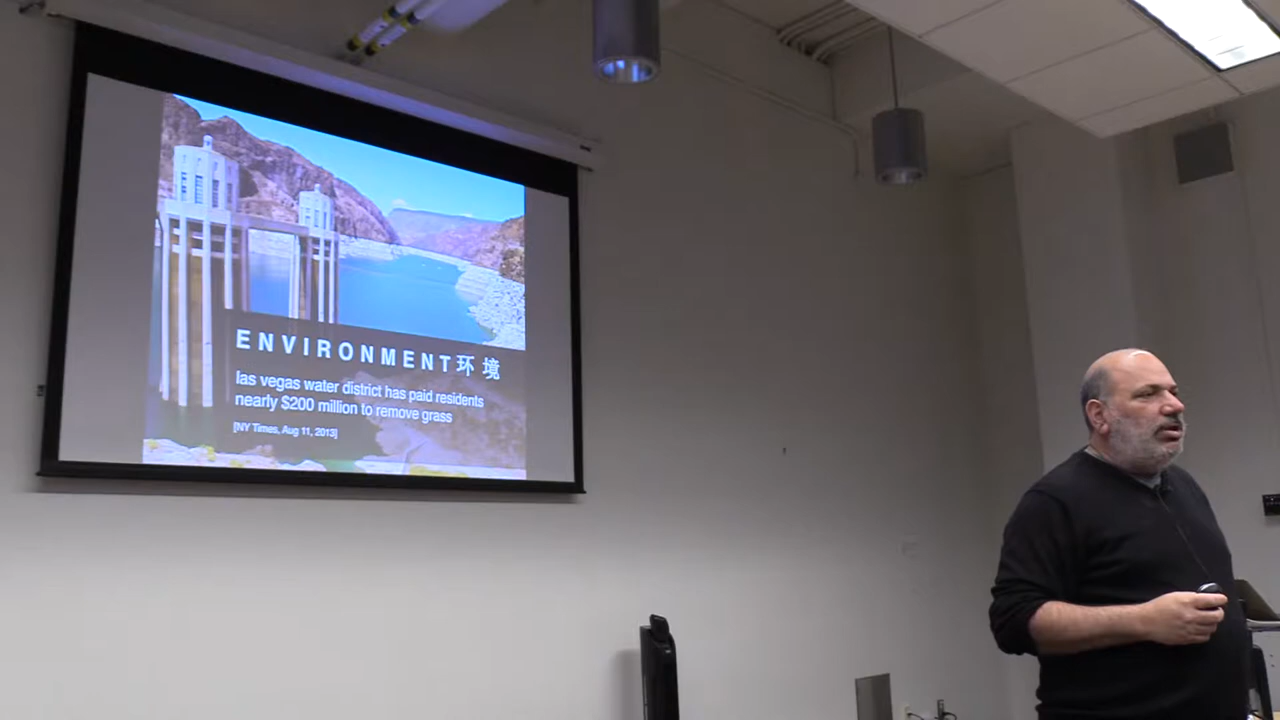 ENVIRONMENT环境
las vegas water district has paid residents
nearly $200 million to remove grass
[NY Times, Aug 11, 2013]